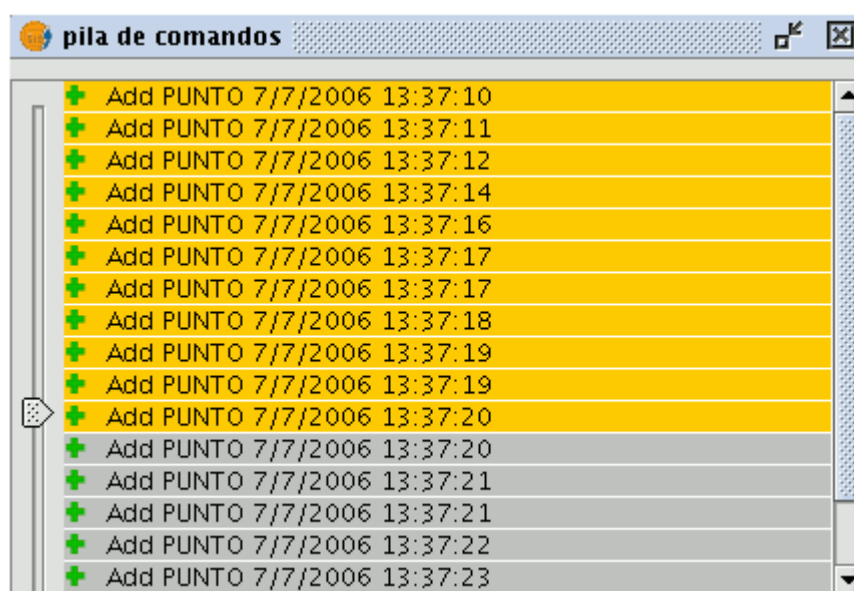 pila de comandos
Add PUNTO 7/7/2006 13:37:10
Add PUNTO 7/7/2006 13:37:11
Add PUNTO 7/7/2006 13:37:12
Add PUNTO 7/7/2006 13:37:14
Add PUNTO 7/7/2006 13:37:16
Add PUNTO 7/7/2006 13:37:17
Add PUNTO 7/7/2006 13:37:17
Add PUNTO 7/7/2006 13:37:18
Add PUNTO 7/7/2006 13:37:19
Add PUNTO 7/7/2006 13:37:19
Add PUNTO 7/7/2006 13:37:20
Add PUNTO 7/7/2006 13:37:20
Add PUNTO 7/7/2006 13:37:21
Add PUNTO 7/7/2006 13:37:21
Add PUNTO 7/7/2006 13:37:22
Add PUNTO 7/7/2006 13:37:23